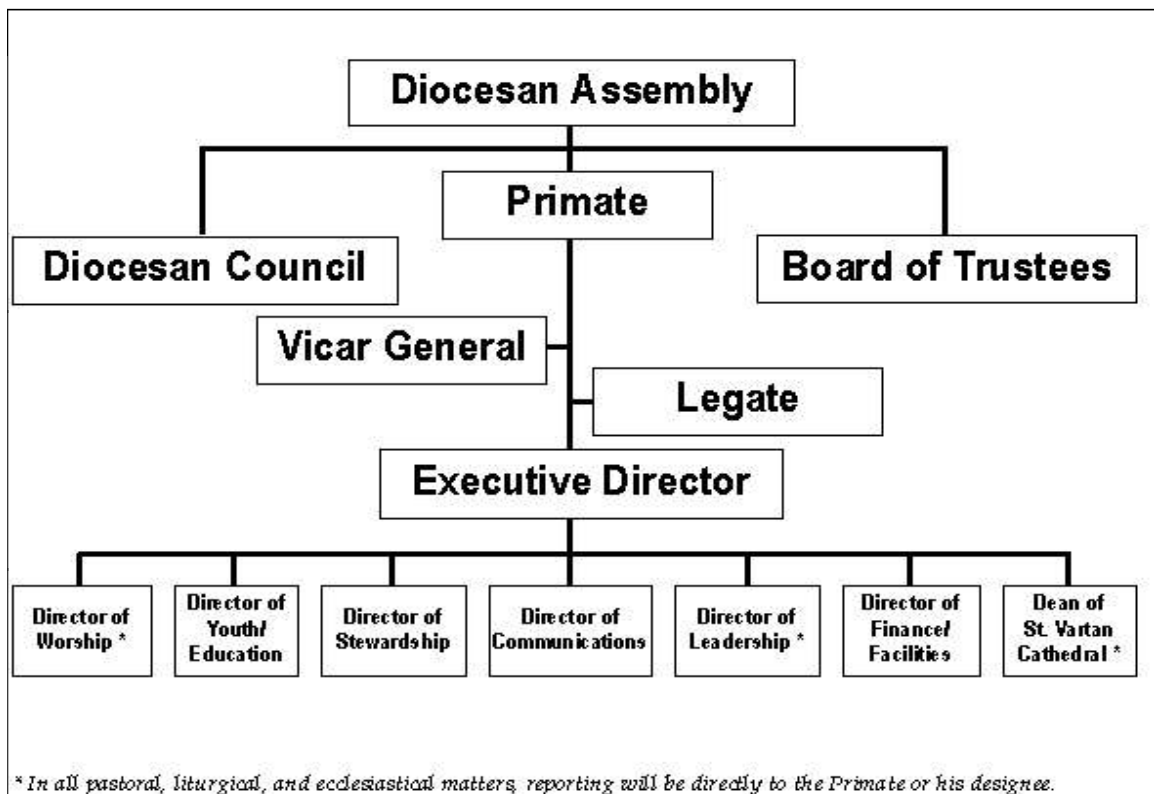 Diocesan Assembly
Primate
Diocesan Council
Board of Trustees
Vicar General
Legate
Executive Director
Director of
Worship *
Director of
Youth/
Education
Director of
Stewardship
Director of
Communications
Director of
Leadership *
Director of
Finance/
Facilities
Dean of
St. Vartan
Cathedral *
* In all pastoral, liturgical, and ecclesiastical matters, reporting will be directly to the Primate or his designee.